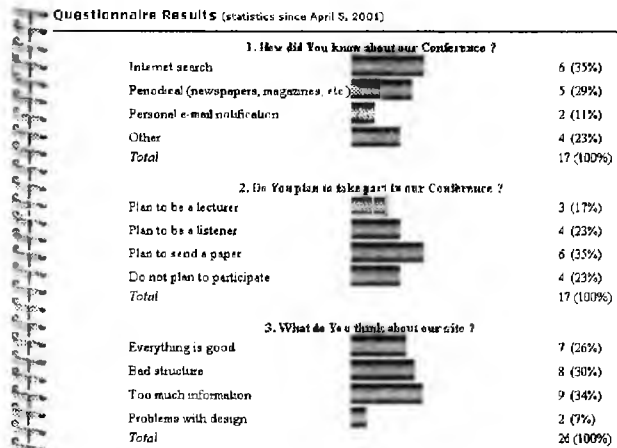 Questionnaire Results (statistics since April 5, 2001)
1. How did You know about our Conference ?
Internet search 6 (35%)
Periodical (newspapers, magazines, etc) 5 (29%)
Personal e-mail notification 2 (11%)
Other 4 (23%)
Total 17 (100%)
2. Do You plan to take part in our Conference ?
Plan to be a lecturer 3 (17%)
Plan to be a listener 4 (23%)
Plan to send a paper 6 (35%)
Do not plan to participate 4 (23%)
Total 17 (100%)
3. What do You think about our site ?
Everything is good 7 (26%)
Bad structure 8 (30%)
Too much information 9 (34%)
Problems with design 2 (7%)
Total 26 (100%)